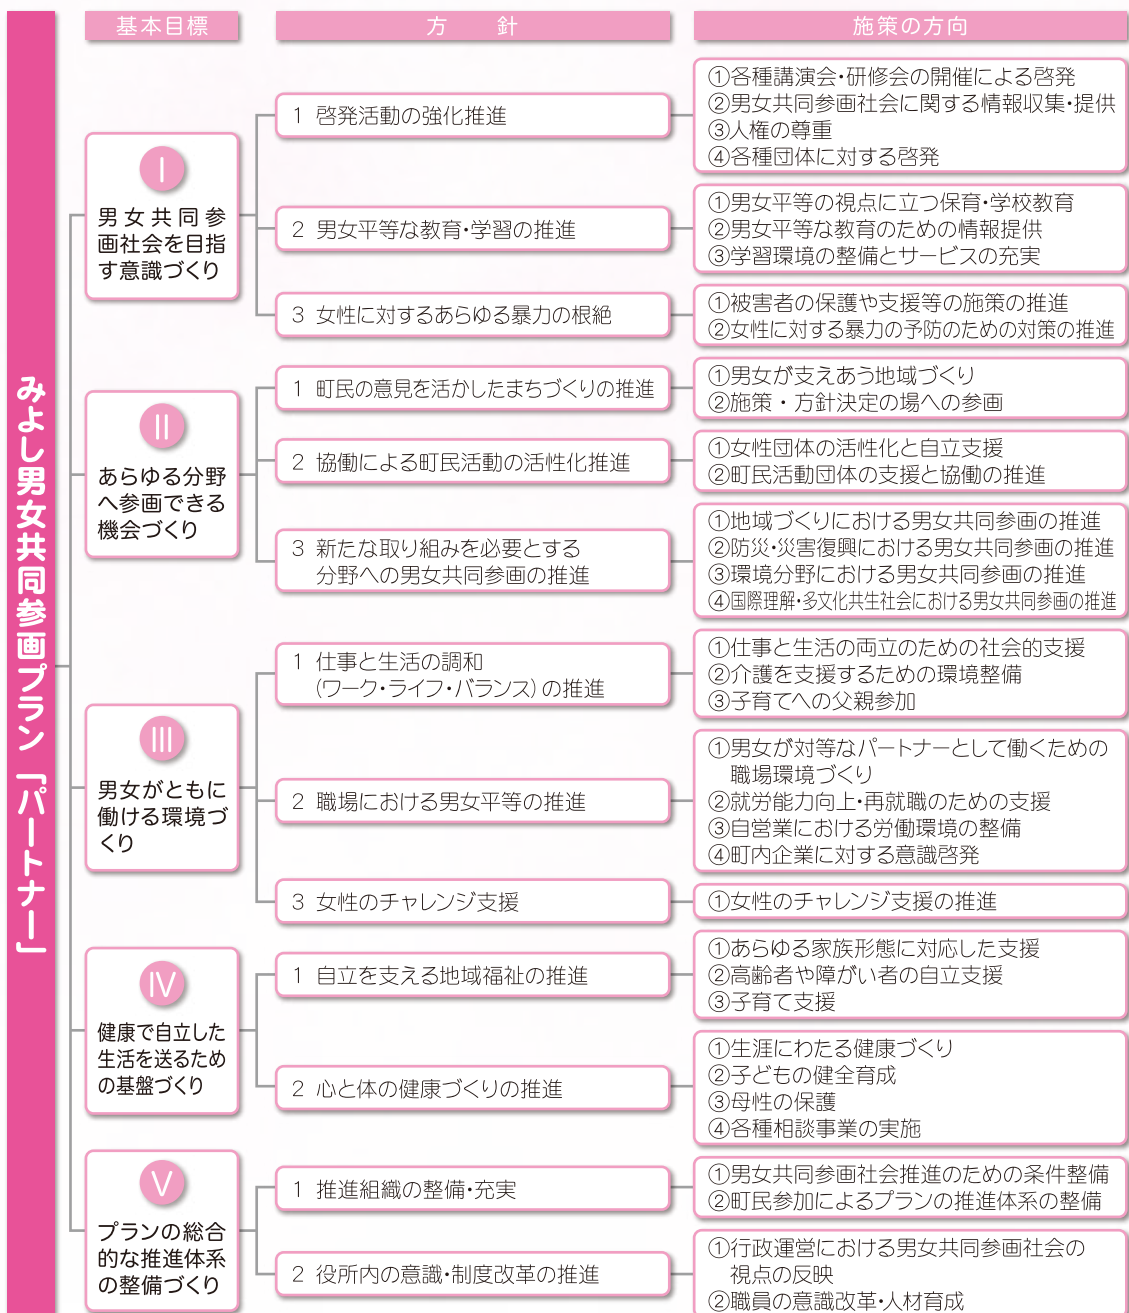 みよし男女共同参画プラン「パートナー」
基本目標
方　針
施策の方向
Ⅰ
男女共同参
画社会を目指
す意識づくり
1 啓発活動の強化推進
①各種講演会・研修会の開催による啓発
②男女共同参画社会に関する情報収集・提供
③人権の尊重
④各種団体に対する啓発
2 男女平等な教育・学習の推進
①男女平等の視点に立つ保育・学校教育
②男女平等な教育のための情報提供
③学習環境の整備とサービスの充実
3 女性に対するあらゆる暴力の根絶
①被害者の保護や支援等の施策の推進
②女性に対する暴力の予防のための対策の推進
Ⅱ
あらゆる分野
へ参画できる
機会づくり
1 町民の意見を活かしたまちづくりの推進
①男女が支えあう地域づくり
②施策・方針決定の場への参画
2 協働による町民活動の活性化推進
①女性団体の活性化と自立支援
②町民活動団体の支援と協働の推進
3 新たな取り組みを必要とする
分野への男女共同参画の推進
①地域づくりにおける男女共同参画の推進
②防災・災害復興における男女共同参画の推進
③環境分野における男女共同参画の推進
④国際理解・多文化共生社会における男女共同参画の推進
Ⅲ
男女がともに
働ける環境づ
くり
1 仕事と生活の調和
(ワーク・ライフ・バランス)の推進
①仕事と生活の両立のための社会的支援
②介護を支援するための環境整備
③子育てへの父親参加
2 職場における男女平等の推進
①男女が対等なパートナーとして働くための
職場環境づくり
②就労能力向上・再就職のための支援
③自営業における労働環境の整備
④町内企業に対する意識啓発
3 女性のチャレンジ支援
①女性のチャレンジ支援の推進
Ⅳ
健康で自立した
生活を送るため
の基盤づくり
1 自立を支える地域福祉の推進
①あらゆる家族形態に対応した支援
②高齢者や障がい者の自立支援
③子育て支援
2 心と体の健康づくりの推進
①生涯にわたる健康づくり
②子どもの健全育成
③母性の保護
④各種相談事業の実施
Ⅴ
プランの総合
的な推進体系
の整備づくり
1 推進組織の整備・充実
①男女共同参画社会推進のための条件整備
②町民参加によるプランの推進体系の整備
2 役所内の意識・制度改革の推進
①行政運営における男女共同参画社会の
視点の反映
②職員の意識改革・人材育成